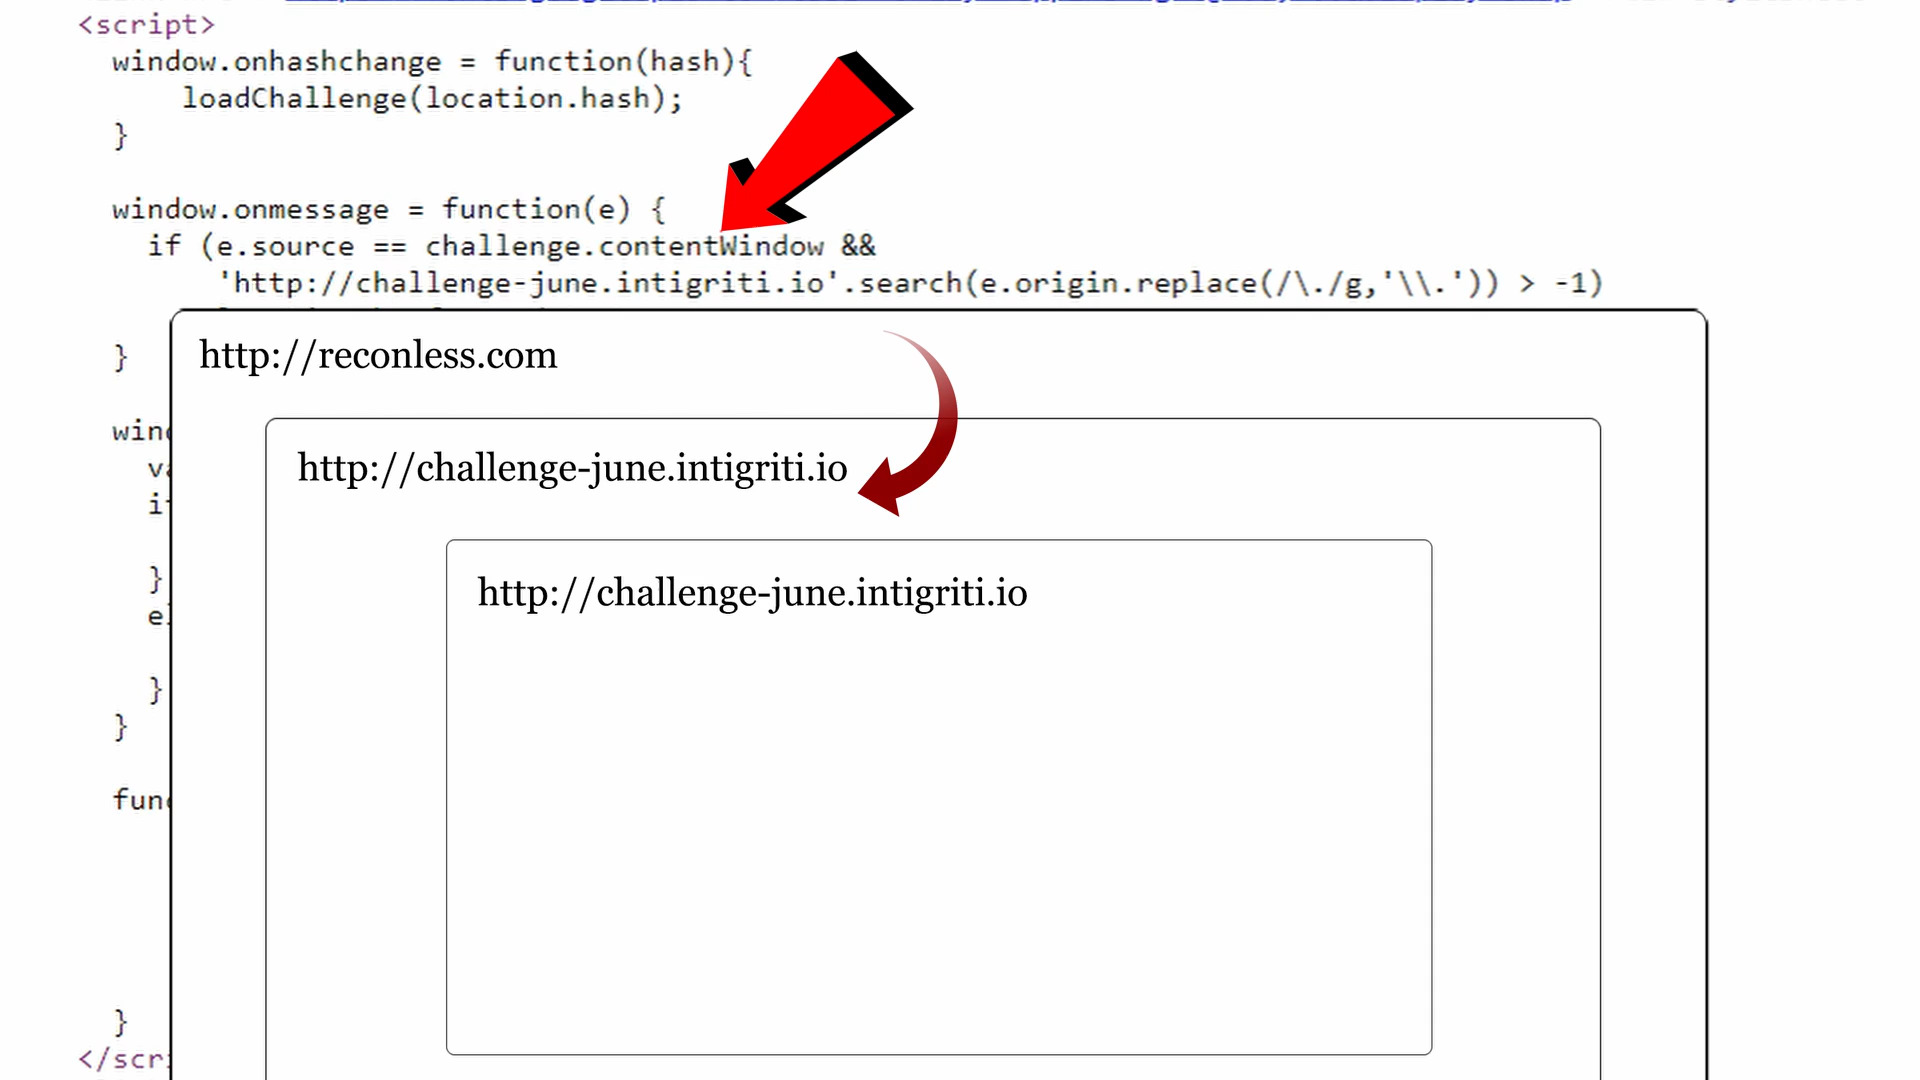 <script>
window.onhashchange = function(hash){
loadChallenge(location.hash);
}
window.onmessage = function(e) {
if (e.source == challenge.contentWindow &&
'http://challenge-june.intigriti.io'.search(e.origin.replace(/\./g,'\\.')) > -1)
}
http://reconless.com
http://challenge-june.intigriti.io
}
http://challenge-june.intigriti.io
}
}
}